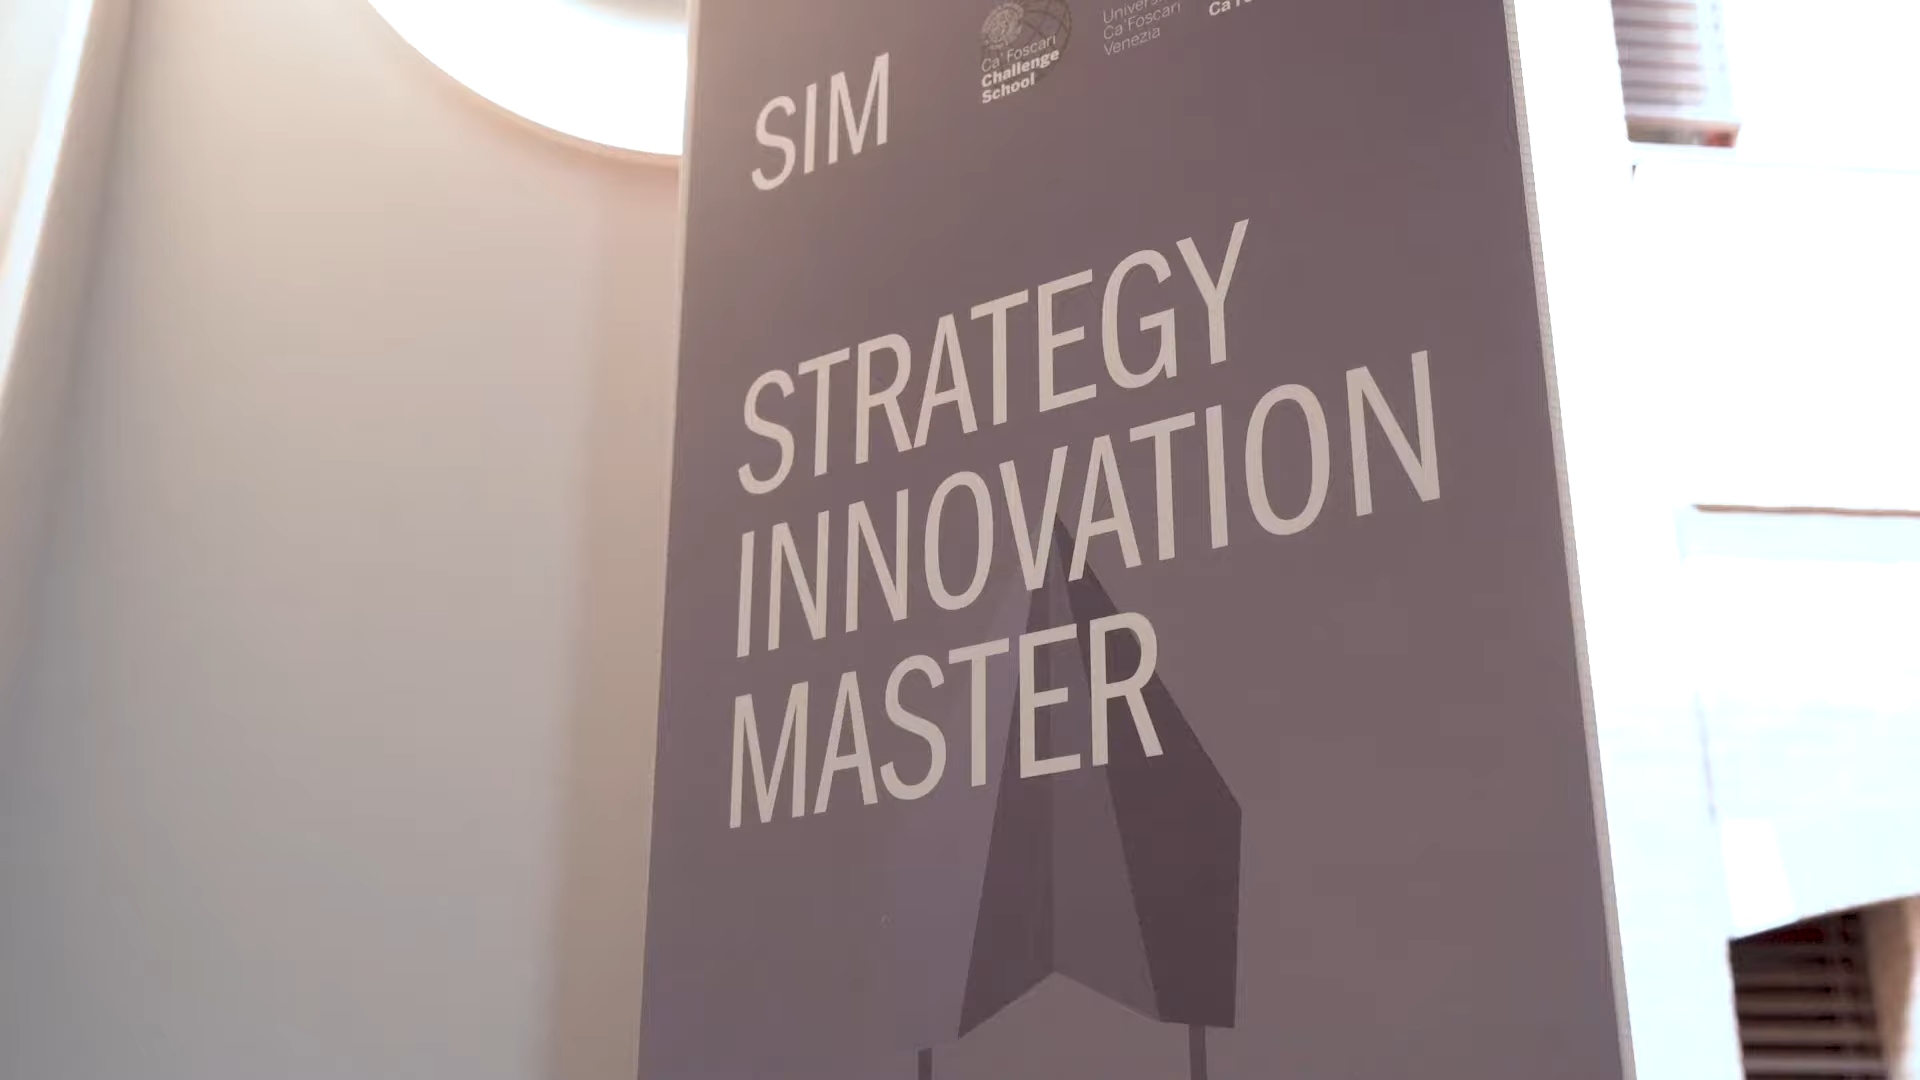 SIM
Ca' Foscari
Challenge
School
Ca'Foscari
Venezia
STRATEGY
INNOVATION
MASTER